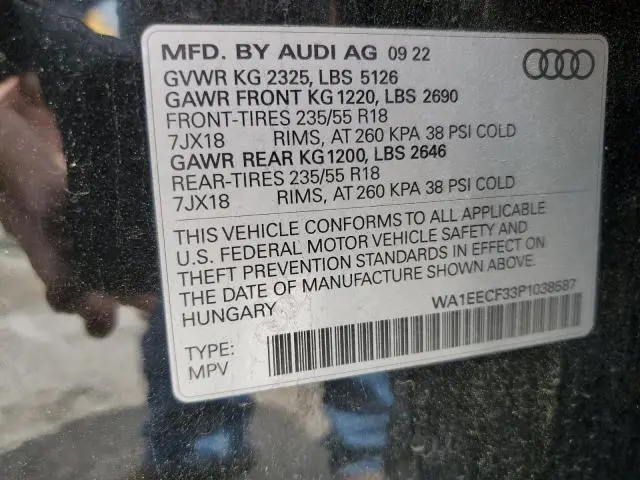 MFD. BY AUDI AG 09 22
GVWR KG 2325, LBS 5126
GAWR FRONT KG 1220, LBS 2690
FRONT-TIRES 235/55 R18
7JX18 RIMS, AT 260 KPA 38 PSI COLD
GAWR REAR KG 1200, LBS 2646
REAR-TIRES 235/55 R18
7JX18 RIMS, AT 260 KPA 38 PSI COLD
THIS VEHICLE CONFORMS TO ALL APPLICABLE
U.S. FEDERAL MOTOR VEHICLE SAFETY AND
THEFT PREVENTION STANDARDS IN EFFECT ON
THE DATE OF MANUFACTURE SHOWN ABOVE.
HUNGARY
WA1EECF33P1038587
TYPE:
MPV